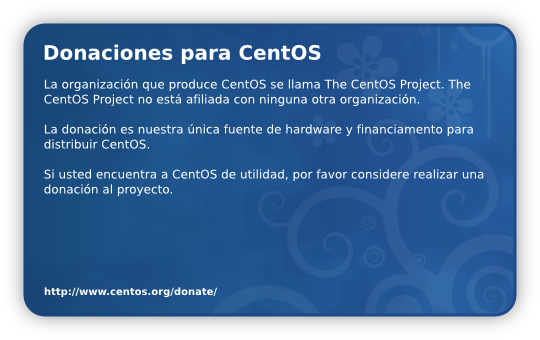 Donaciones para CentOS
La organización que produce CentOS se llama The CentOS Project. The
CentOS Project no está afiliada con ninguna otra organización.
La donación es nuestra única fuente de hardware y financiamiento para
distribuir CentOS.
Si usted encuentra a CentOS de utilidad, por favor considere realizar una
donación al proyecto.
http://www.centos.org/donate/